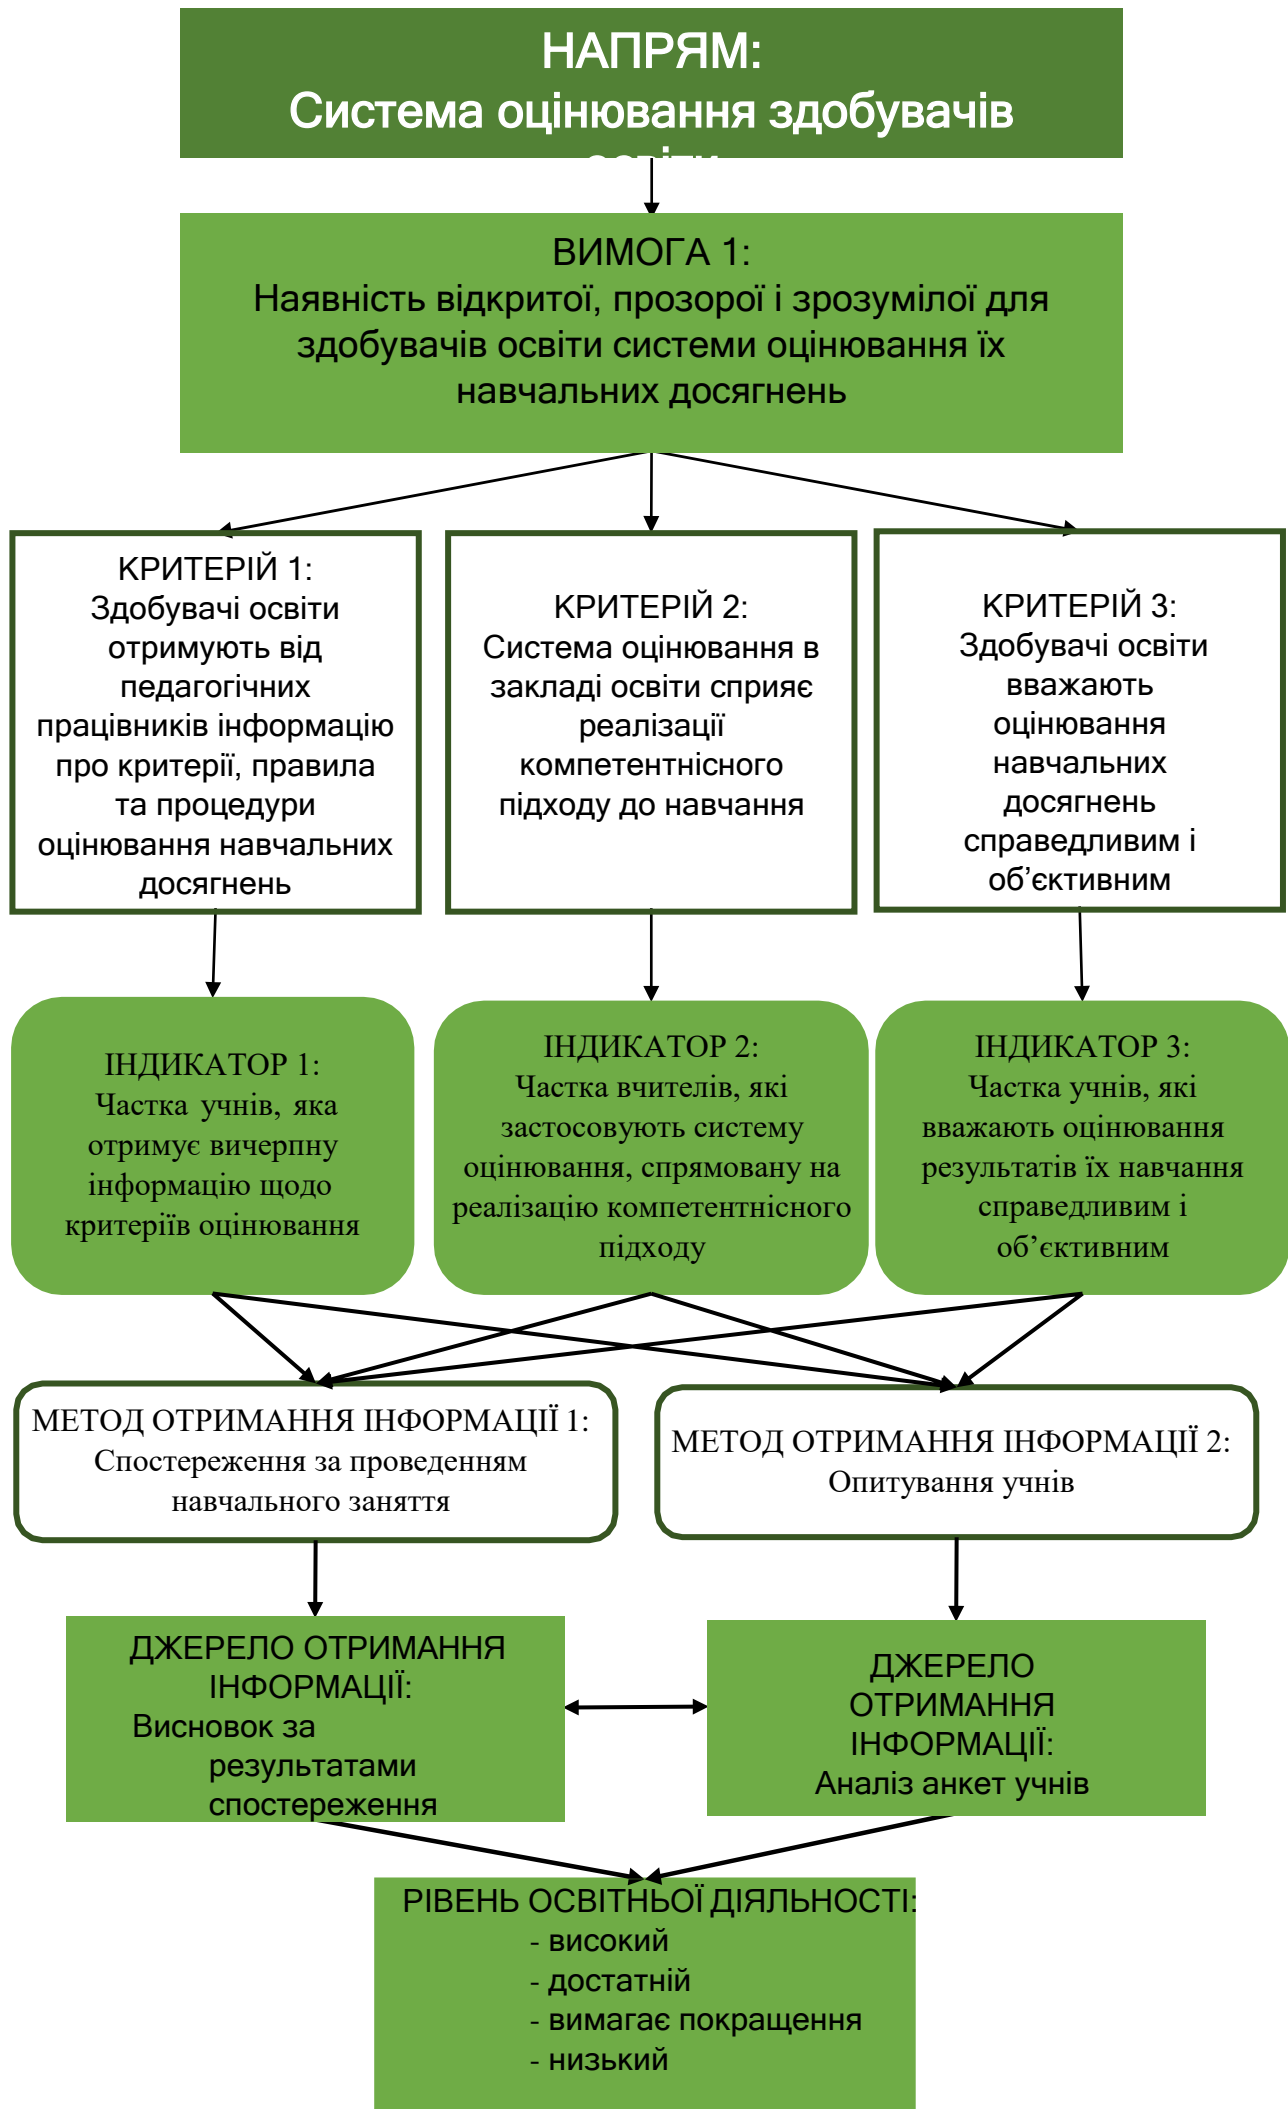 НАПРЯМ:
Система оцінювання здобувачів
освіти
ВИМОГА 1:
Наявність відкритої, прозорої і зрозумілої для
здобувачів освіти системи оцінювання їх
навчальних досягнень
КРИТЕРІЙ 1:
Здобувачі освіти
отримують від
педагогічних
працівників інформацію
про критерії, правила
та процедури
оцінювання навчальних
досягнень
КРИТЕРІЙ 2:
Система оцінювання в
закладі освіти сприяє
реалізації
компетентнісного
підходу до навчання
КРИТЕРІЙ 3:
Здобувачі освіти
вважають
оцінювання
навчальних
досягнень
справедливим і
об’єктивним
ІНДИКАТОР 1:
Частка учнів, яка
отримує вичерпну
інформацію щодо
критеріїв оцінювання
ІНДИКАТОР 2:
Частка вчителів, які
застосовують систему
оцінювання, спрямовану на
реалізацію компетентнісного
підходу
ІНДИКАТОР 3:
Частка учнів, які
вважають оцінювання
результатів їх навчання
справедливим і
об’єктивним
МЕТОД ОТРИМАННЯ ІНФОРМАЦІЇ 1:
Спостереження за проведенням
навчального заняття
МЕТОД ОТРИМАННЯ ІНФОРМАЦІЇ 2:
Опитування учнів
ДЖЕРЕЛО ОТРИМАННЯ
ІНФОРМАЦІЇ:
Висновок за
результатами
спостереження
ДЖЕРЕЛО
ОТРИМАННЯ
ІНФОРМАЦІЇ:
Аналіз анкет учнів
РІВЕНЬ ОСВІТНЬОЇ ДІЯЛЬНОСТІ:
- високий
- достатній
- вимагає покращення
- низький